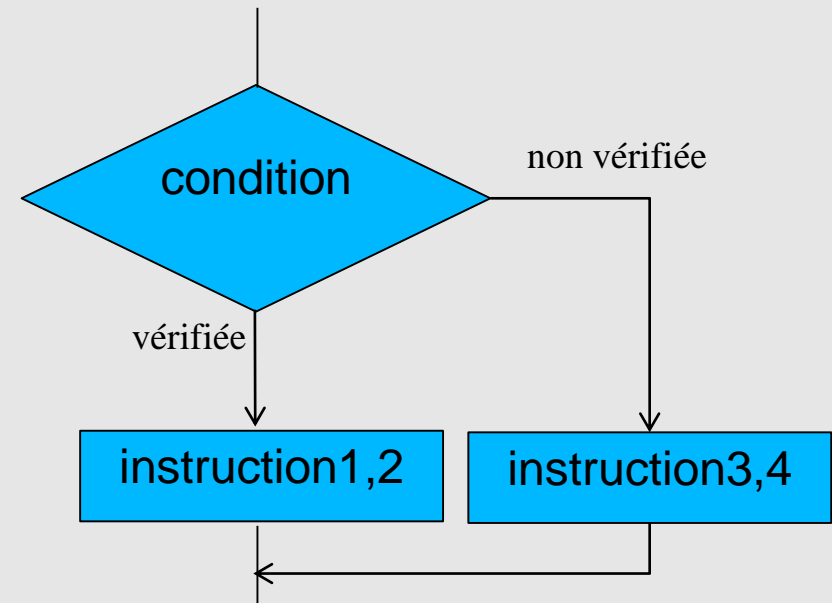 condition
non vérifiée
vérifiée
instruction1,2
instruction3,4